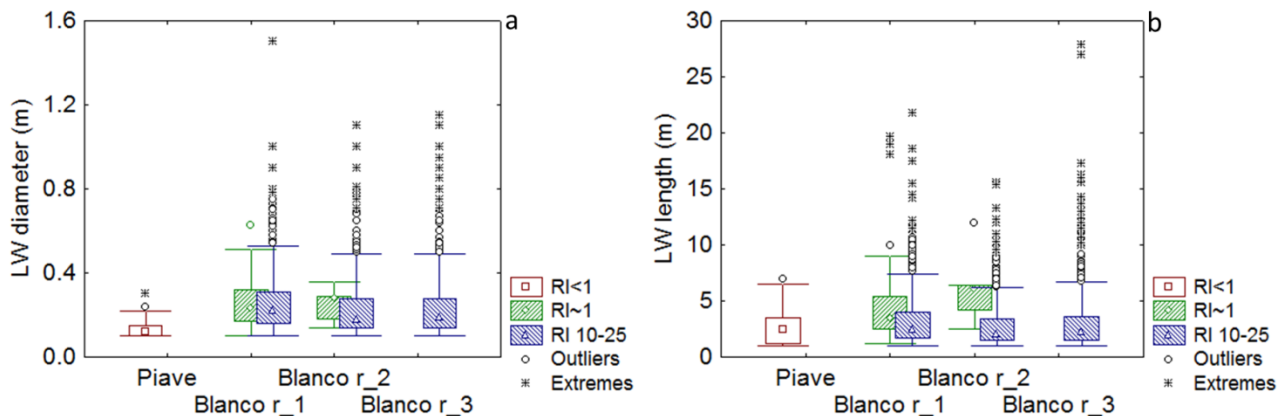 a
LW diameter (m)
1.6
1.2
0.8
0.4
0.0
Piave
Blanco r_2
Blanco r_1
Blanco r_3
RI<1
RI~1
RI 10-25
Outliers
Extremes
b
LW length (m)
30
25
20
15
10
5
0
Piave
Blanco r_2
Blanco r_1
Blanco r_3
RI<1
RI~1
RI 10-25
Outliers
Extremes